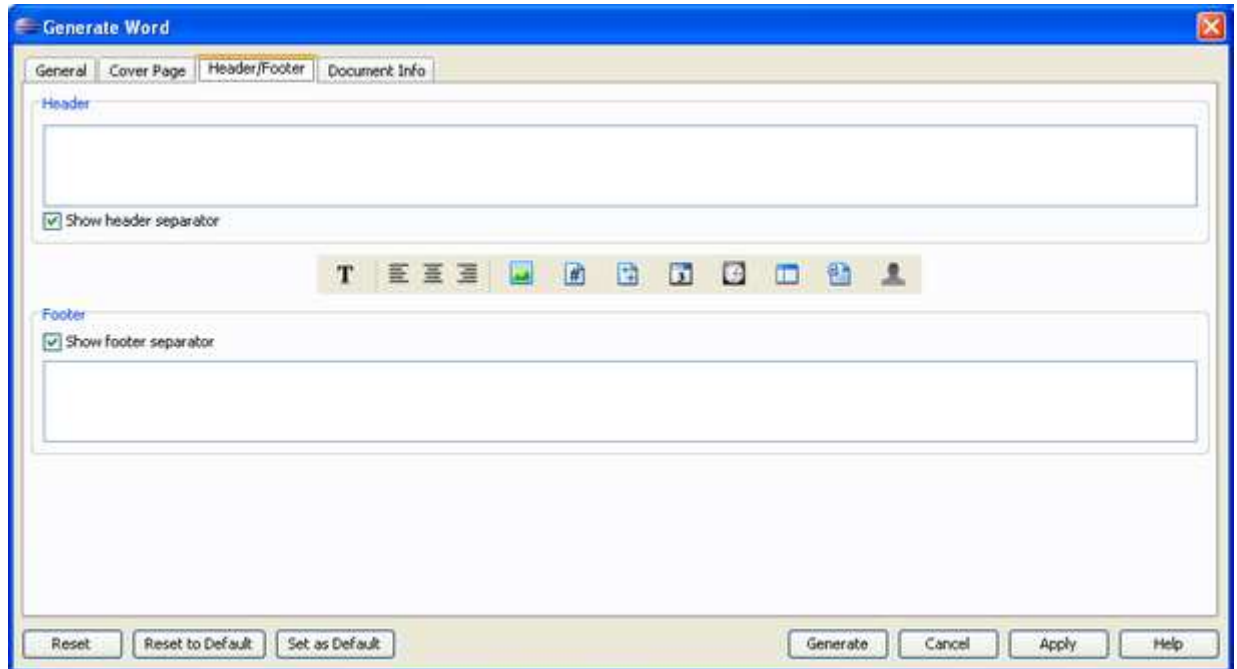 Generate Word
General Cover Page Header/Footer Document Info
Header
Show header separator
T
Footer
Show footer separator
Reset Reset to Default Set as Default Generate Cancel Apply Help